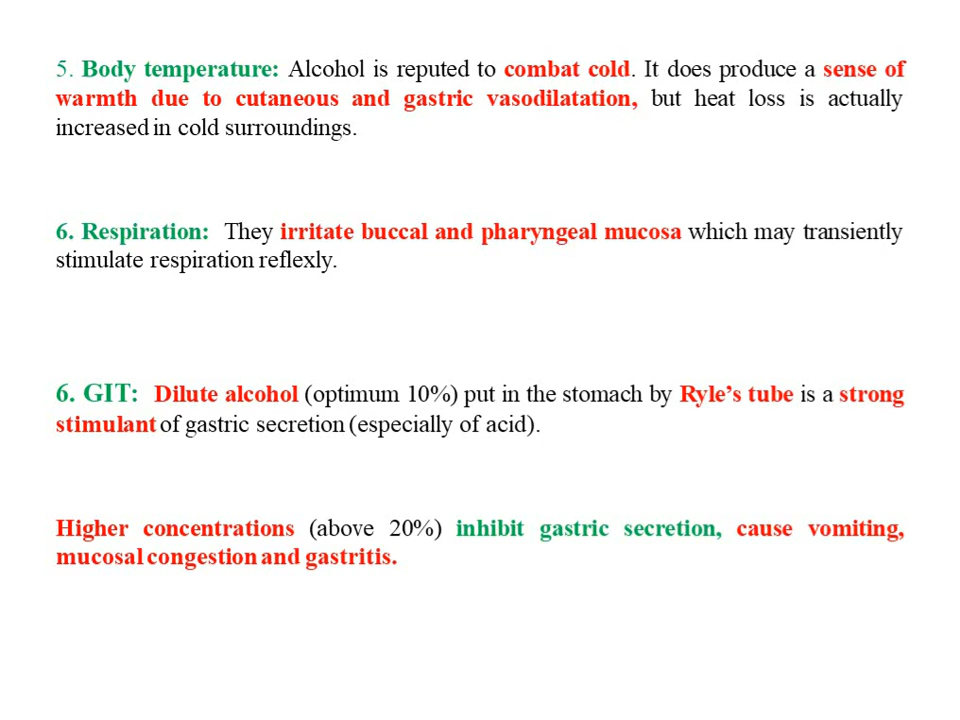 5. Body temperature: Alcohol is reputed to combat cold. It does produce a sense of
warmth due to cutaneous and gastric vasodilatation, but heat loss is actually
increased in cold surroundings.
6. Respiration: They irritate buccal and pharyngeal mucosa which may transiently
stimulate respiration reflexly.
6. GIT: Dilute alcohol (optimum 10%) put in the stomach by Ryle’s tube is a strong
stimulant of gastric secretion (especially of acid).
Higher concentrations (above 20%) inhibit gastric secretion, cause vomiting,
mucosal congestion and gastritis.